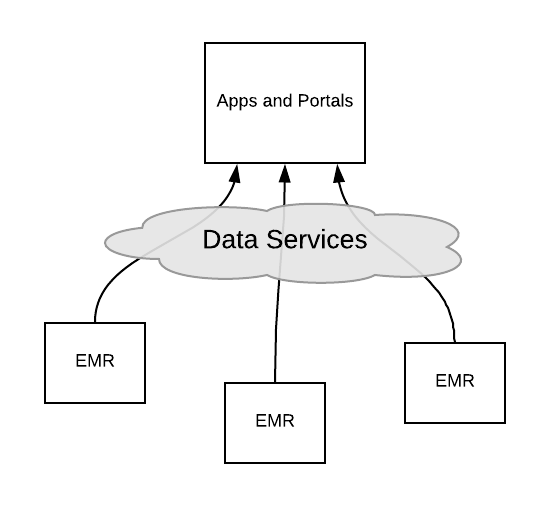 Apps and Portals
Data Services
EMR
EMR
EMR